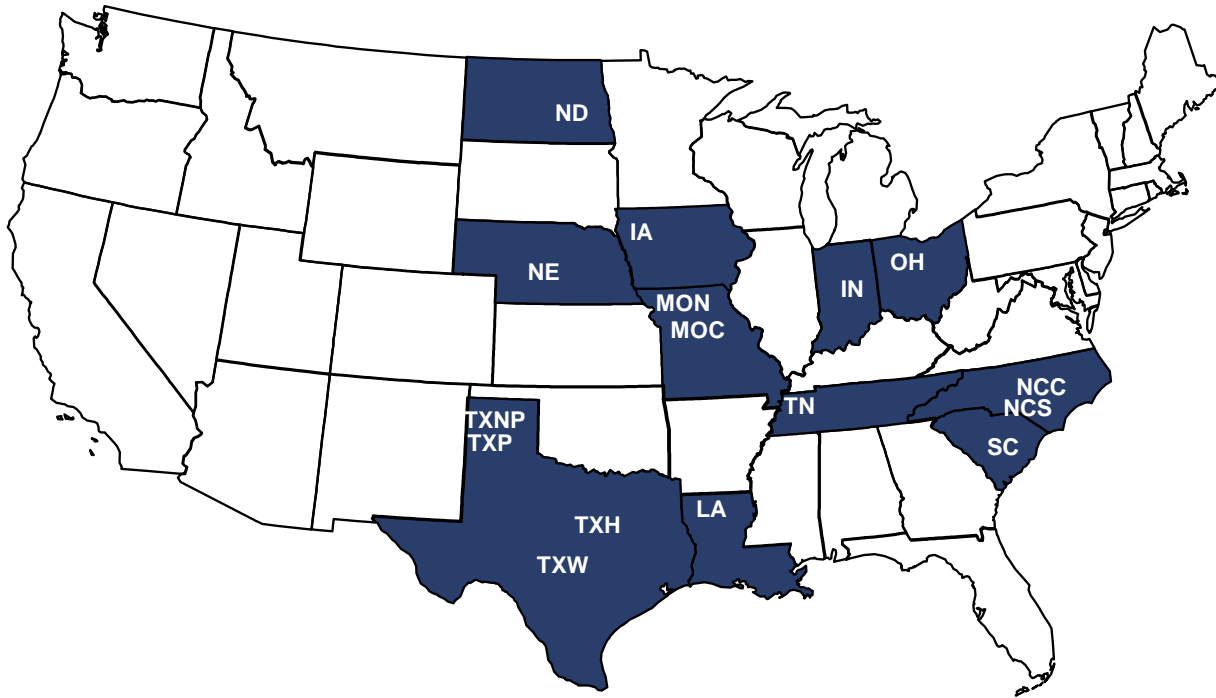 ND
IA
OH
NE
IN
MON
MOC
NCC
TN
NCS
TXNP
TXP
SC
LA
TXH
TXW